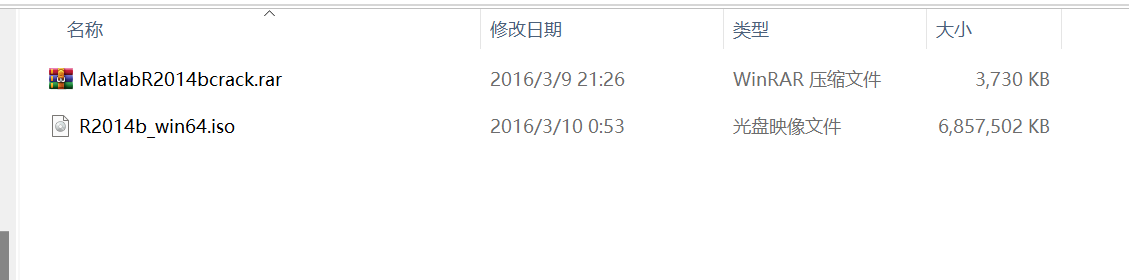 名称 修改日期 类型 大小
MatlabR2014bcrack.rar 2016/3/9 21:26 WinRAR 压缩文件 3,730 KB
R2014b_win64.iso 2016/3/10 0:53 光盘映像文件 6,857,502 KB